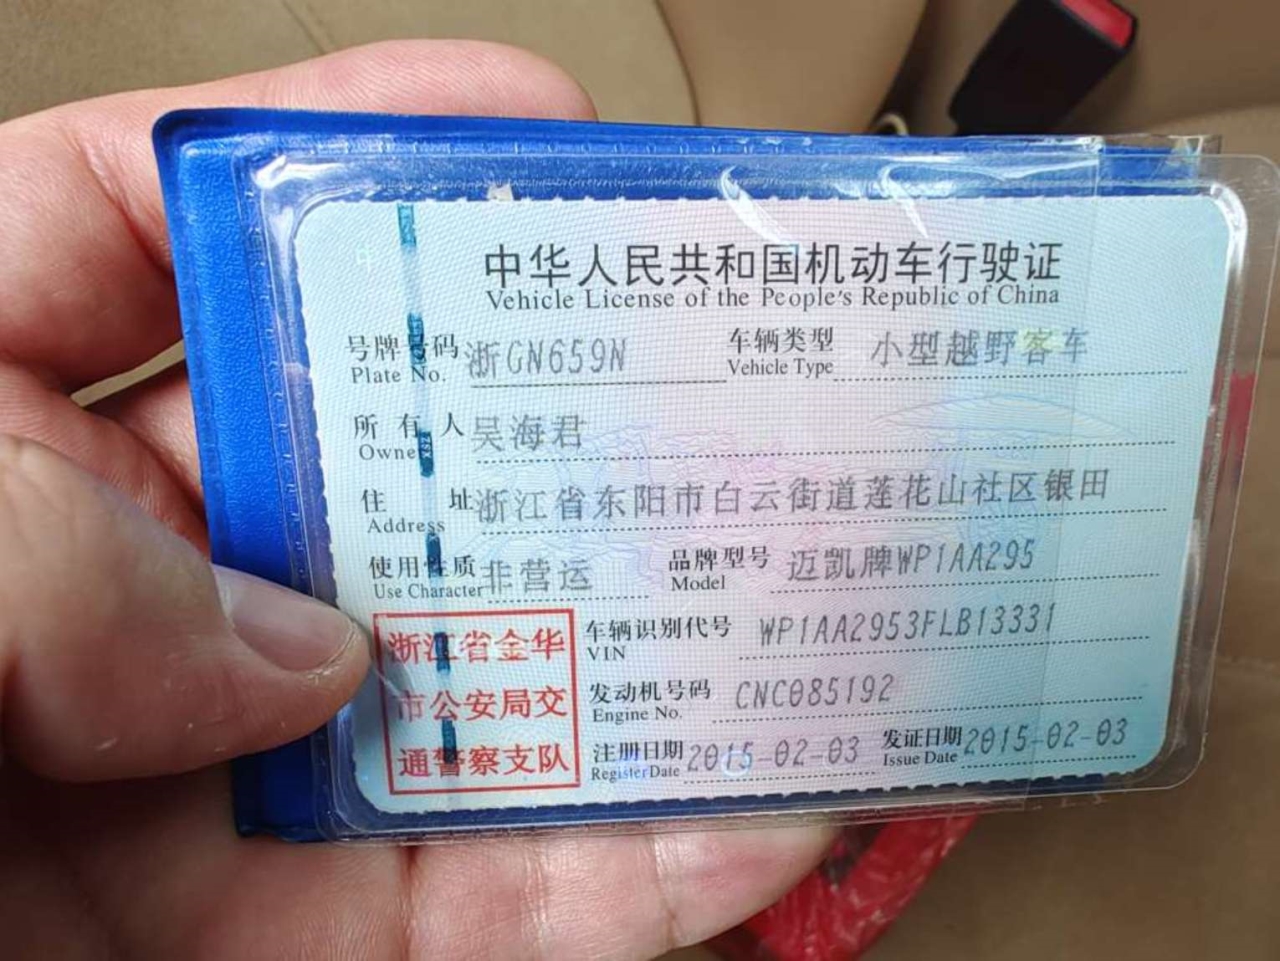 中华人民共和国机动车行驶证
Vehicle License of the People's Republic of China
号牌号码 浙GN659N 车辆类型 小型越野客车
Plate No. Vehicle Type
所有人 吴海君
Owner
住址 浙江省东阳市白云街道莲花山社区银田
Address
使用性质 非营运 品牌型号 迈凯牌WP1AA295
Use Character Model
浙江省金华
市公安局交
通警察支队
车辆识别代号 WP1AA2953FLB13331
VIN
发动机号码 CNC085192
Engine No.
注册日期 2015-02-03 发证日期 2015-02-03
Register Date Issue Date